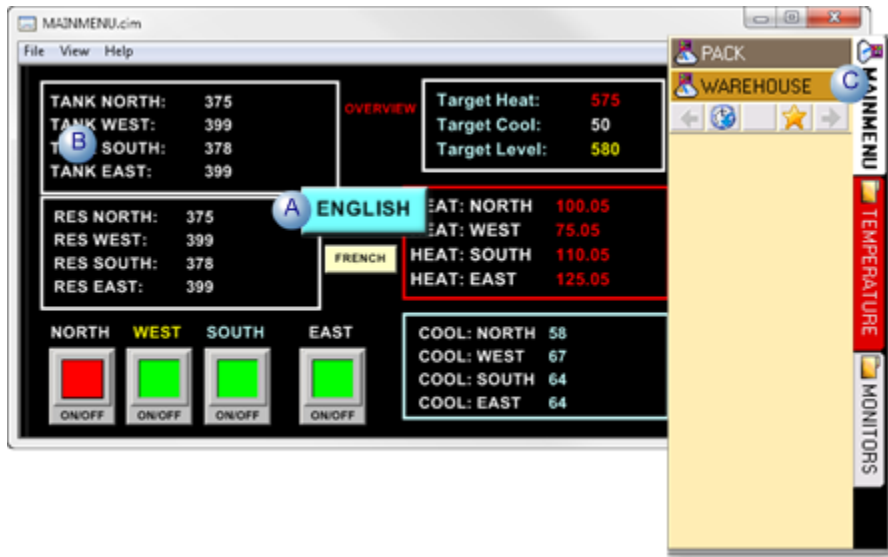 MAINMENU.cim
File View Help
TANK NORTH: 375
TANK WEST: 399
SOUTH: 378
TANK EAST: 399
OVERVIEW
Target Heat: 575
Target Cool: 50
Target Level: 580
RES NORTH: 375
RES WEST: 399
RES SOUTH: 378
RES EAST: 399
A ENGLISH
B
FRENCH
EAT: NORTH 100.05
EAT: WEST 75.05
HEAT: SOUTH 110.05
HEAT: EAST 125.05
NORTH WEST SOUTH EAST
ON/OFF ON/OFF ON/OFF ON/OFF
COOL: NORTH 58
COOL: WEST 67
COOL: SOUTH 64
COOL: EAST 64
PACK
WAREHOUSE
C
MAINMENU
TEMPERATURE
MONITORS